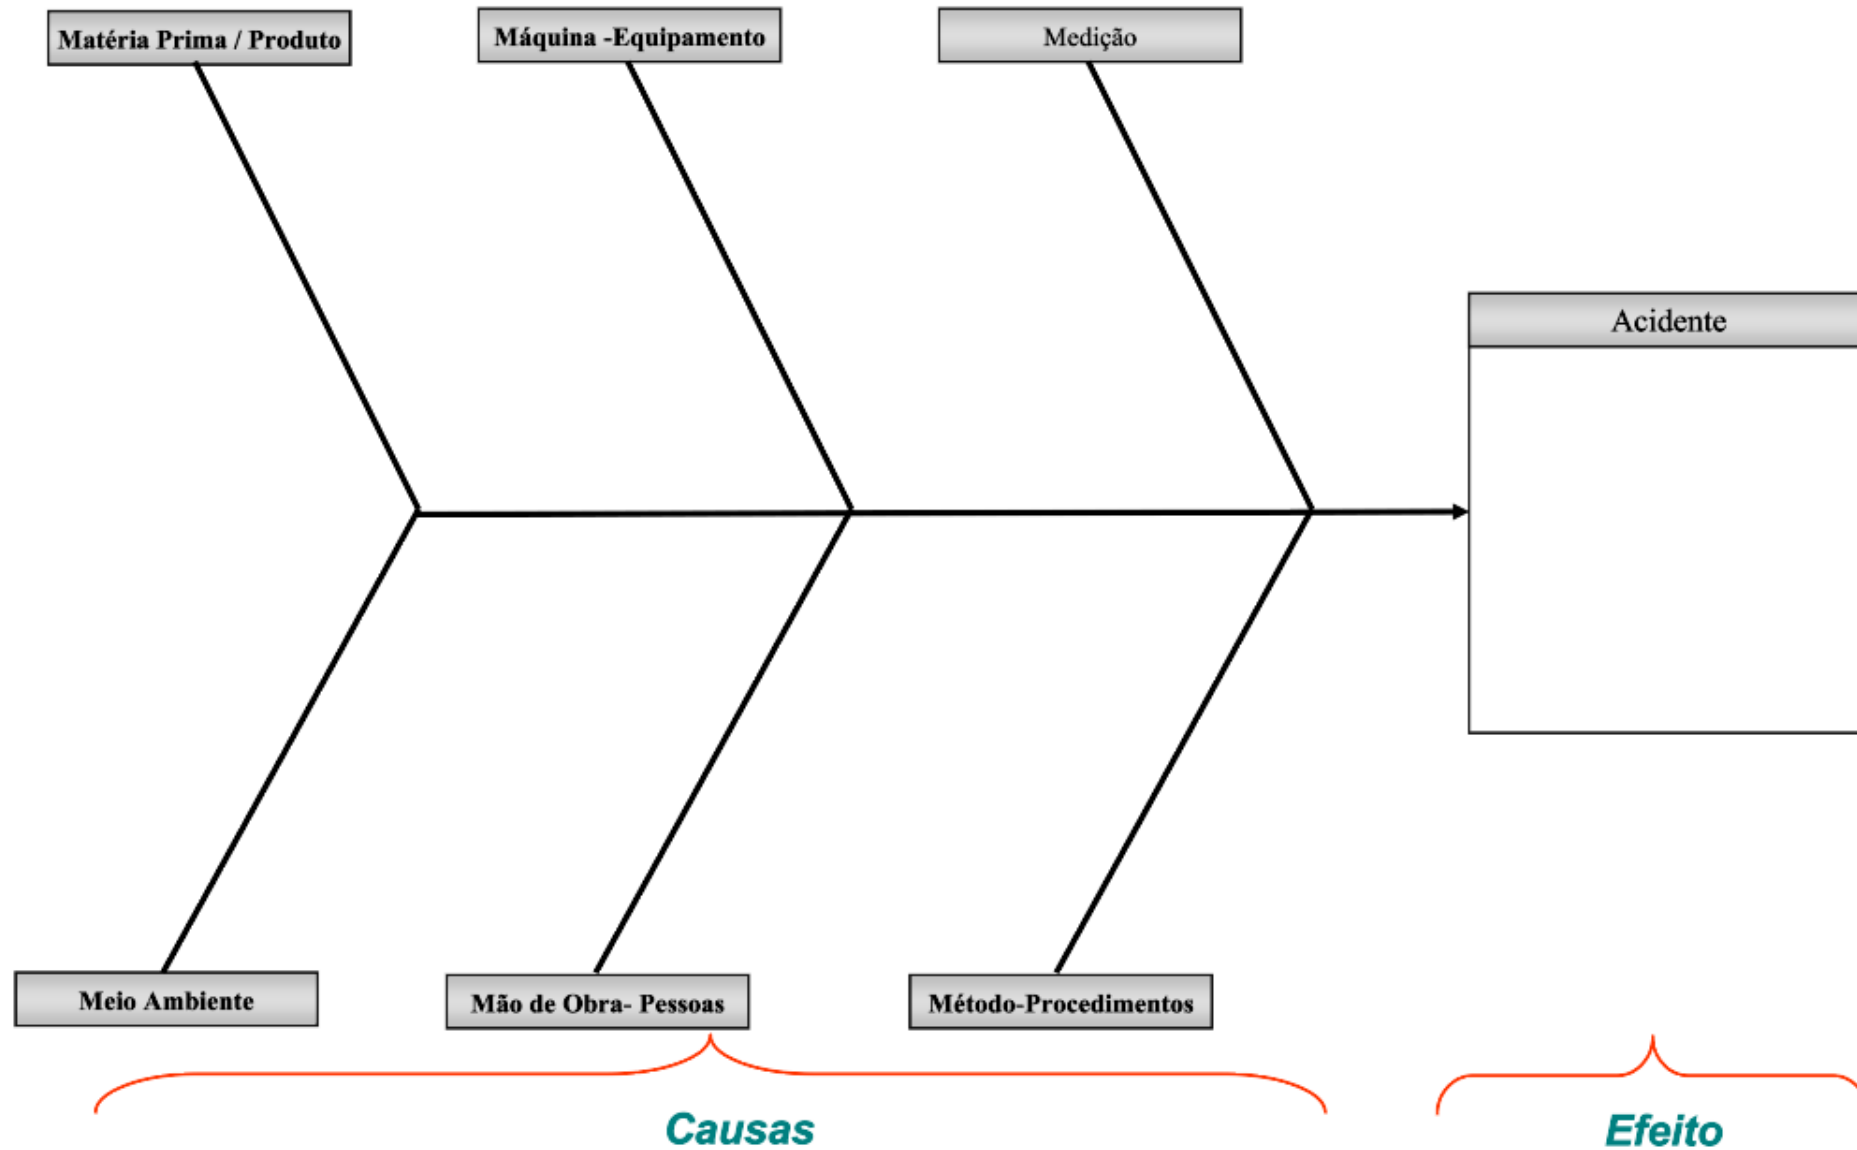 Matéria Prima / Produto
Máquina -Equipamento
Medição
Acidente
Meio Ambiente
Mão de Obra- Pessoas
Método-Procedimentos
Causas
Efeito